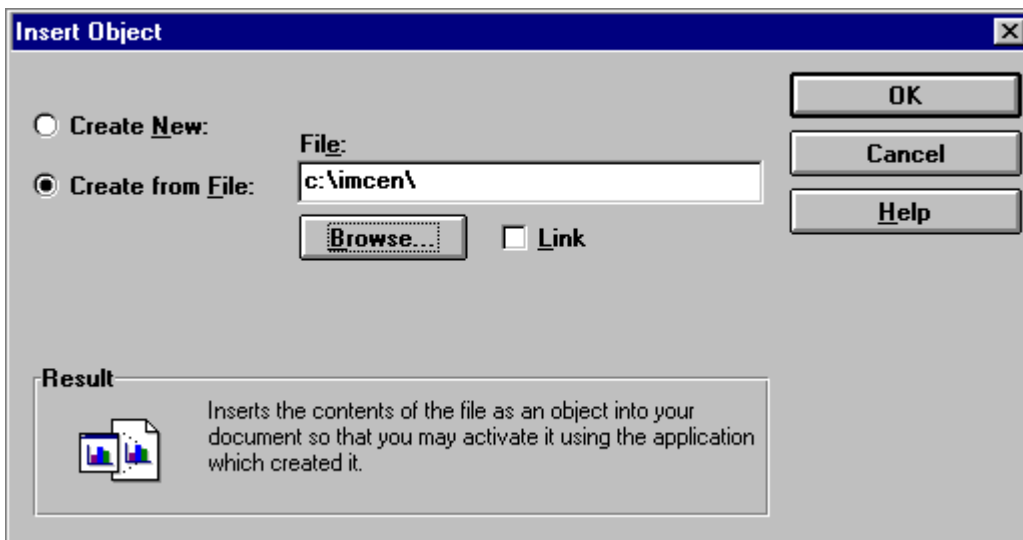 Insert Object
Create New:
Create from File:
File:
c:\imcen\
Browse...
Link
OK
Cancel
Help
Result
Inserts the contents of the file as an object into your
document so that you may activate it using the application
which created it.